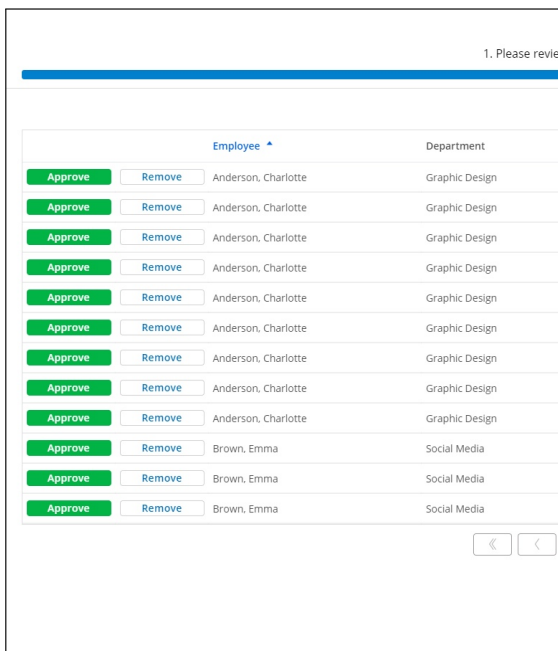 1. Please revie
Employee Department
Approve Remove Anderson, Charlotte Graphic Design
Approve Remove Anderson, Charlotte Graphic Design
Approve Remove Anderson, Charlotte Graphic Design
Approve Remove Anderson, Charlotte Graphic Design
Approve Remove Anderson, Charlotte Graphic Design
Approve Remove Anderson, Charlotte Graphic Design
Approve Remove Anderson, Charlotte Graphic Design
Approve Remove Anderson, Charlotte Graphic Design
Approve Remove Anderson, Charlotte Graphic Design
Approve Remove Brown, Emma Social Media
Approve Remove Brown, Emma Social Media
Approve Remove Brown, Emma Social Media